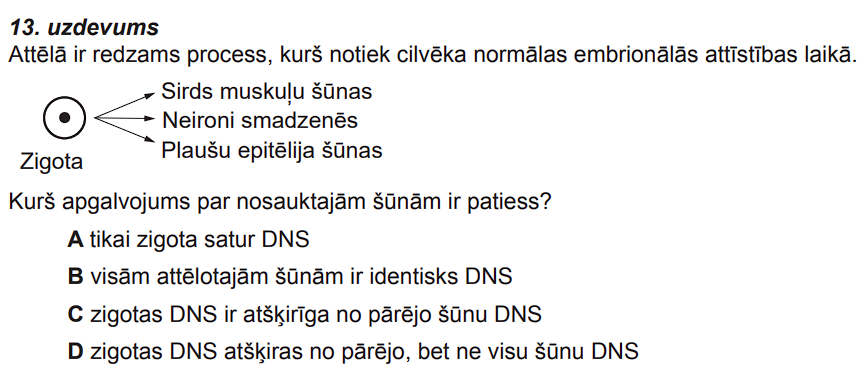 13. uzdevums
Attēlā ir redzams process, kurš notiek cilvēka normālas embrionālās attīstības laikā.
Sirds muskuļu šūnas
Neironi smadzenēs
Plaušu epitēlija šūnas
Zigota
Kurš apgalvojums par nosauktajām šūnām ir patiess?
A tikai zigota satur DNS
B visām attēlotajām šūnām ir identisks DNS
C zigotas DNS ir atšķirīga no pārējo šūnu DNS
D zigotas DNS atšķiras no pārējo, bet ne visu šūnu DNS